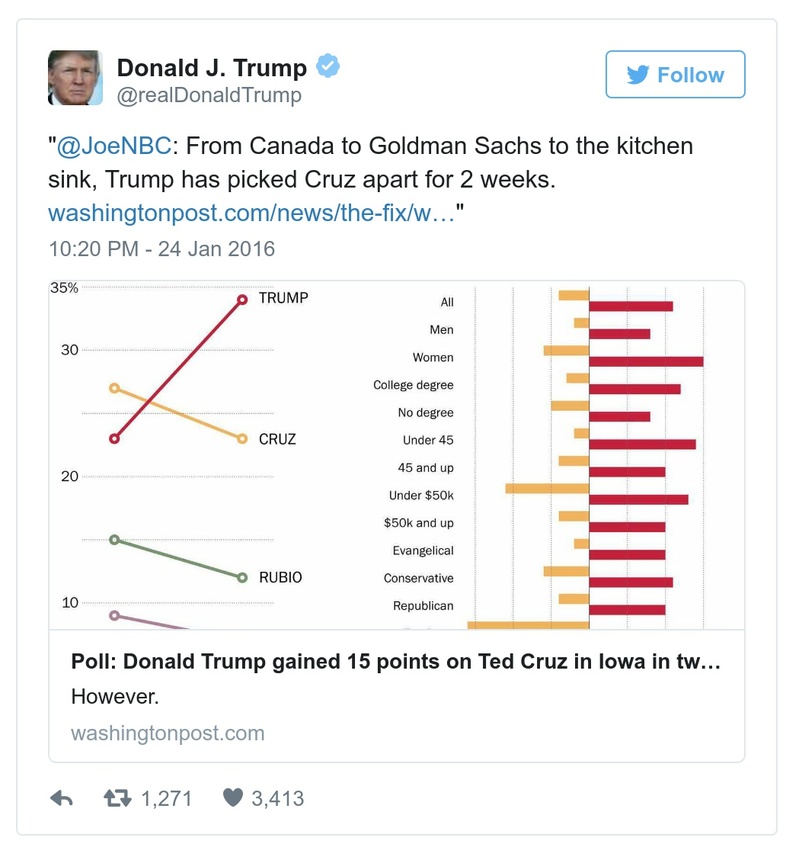 Donald J. Trump
@realDonaldTrump
Follow
"@JoeNBC: From Canada to Goldman Sachs to the kitchen
sink, Trump has picked Cruz apart for 2 weeks.
washingtonpost.com/news/the-fix/w…"
10:20 PM - 24 Jan 2016
35%
TRUMP
30
CRUZ
20
RUBIO
10
All
Men
Women
College degree
No degree
Under 45
45 and up
Under $50k
$50k and up
Evangelical
Conservative
Republican
Poll: Donald Trump gained 15 points on Ted Cruz in Iowa in tw…
However.
washingtonpost.com
1,271
3,413